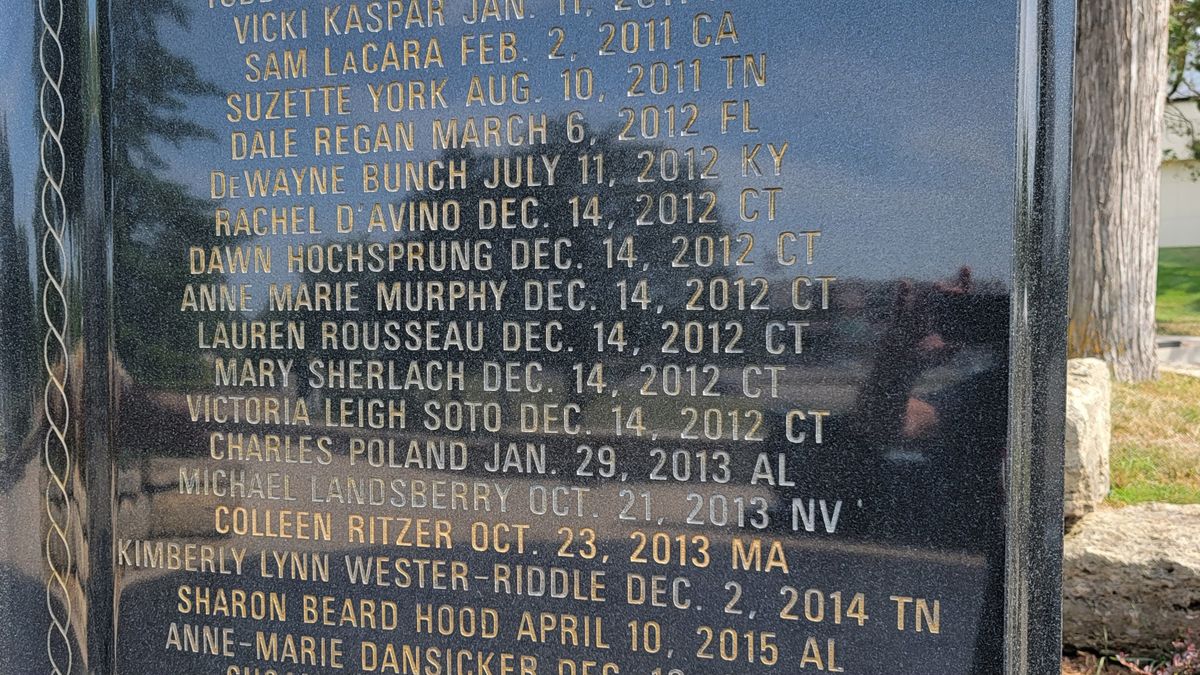 VICKI KASPAR JAN. 11, 2011
SAM LaCARA FEB. 2, 2011 CA
SUZETTE YORK AUG. 10, 2011 TN
DALE REGAN MARCH 6, 2012 FL
DeWAYNE BUNCH JULY 11, 2012 KY
RACHEL D'AVINO DEC. 14, 2012 CT
DAWN HOCHSPRUNG DEC. 14, 2012 CT
ANNE MARIE MURPHY DEC. 14, 2012 CT
LAUREN ROUSSEAU DEC. 14, 2012 CT
MARY SHERLACH DEC. 14, 2012 CT
VICTORIA LEIGH SOTO DEC. 14, 2012 CT
CHARLES POLAND JAN. 29, 2013 AL
MICHAEL LANDSBERRY OCT. 21, 2013 NV
COLLEEN RITZER OCT. 23, 2013 MA
KIMBERLY LYNN WESTER-RIDDLE DEC. 2, 2014 TN
SHARON BEARD HOOD APRIL 10, 2015 AL
ANNE-MARIE DANSICKER DEC.